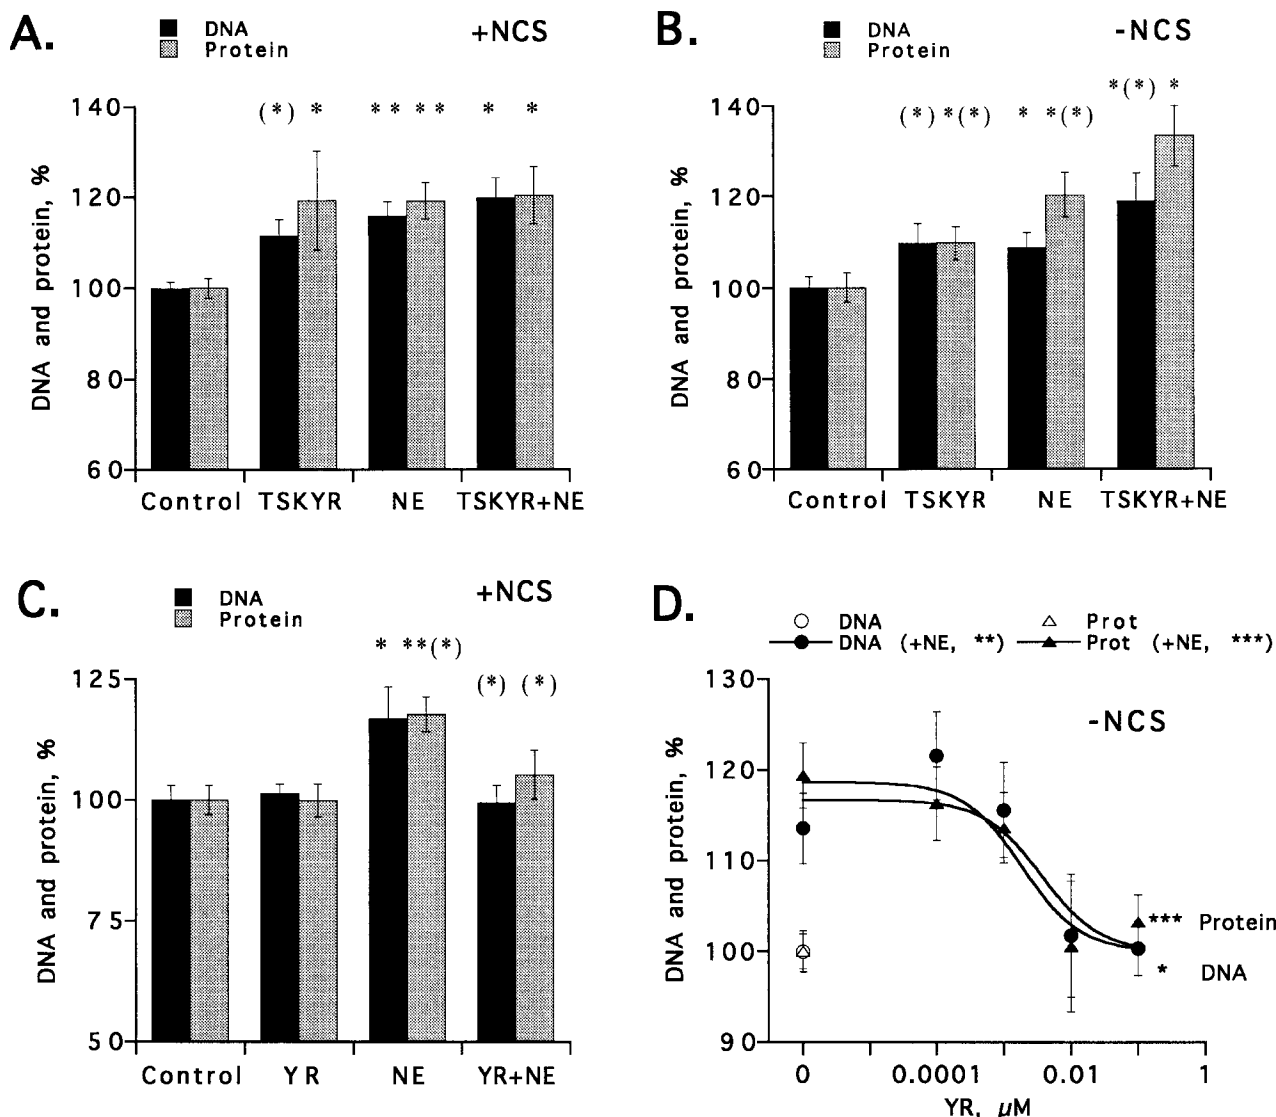 A.
DNA
Protein
+NCS
(*) * ** ** * *
DNA and protein, %
140
120
100
80
60
Control TSKYR NE TSKYR+NE
B.
DNA
Protein
-NCS
(*) *(*) * *(*) *(*) *
DNA and protein, %
140
120
100
80
60
Control TSKYR NE TSKYR+NE
C.
DNA
Protein
+NCS
* **(*) (*) (*)
DNA and protein, %
125
100
75
50
Control YR NE YR+NE
D.
DNA
Prot
DNA (+NE, **)
Prot (+NE, ***)
-NCS
DNA and protein, %
130
120
110
100
90
*** Protein
* DNA
0 0.0001 0.01 1
YR, µM